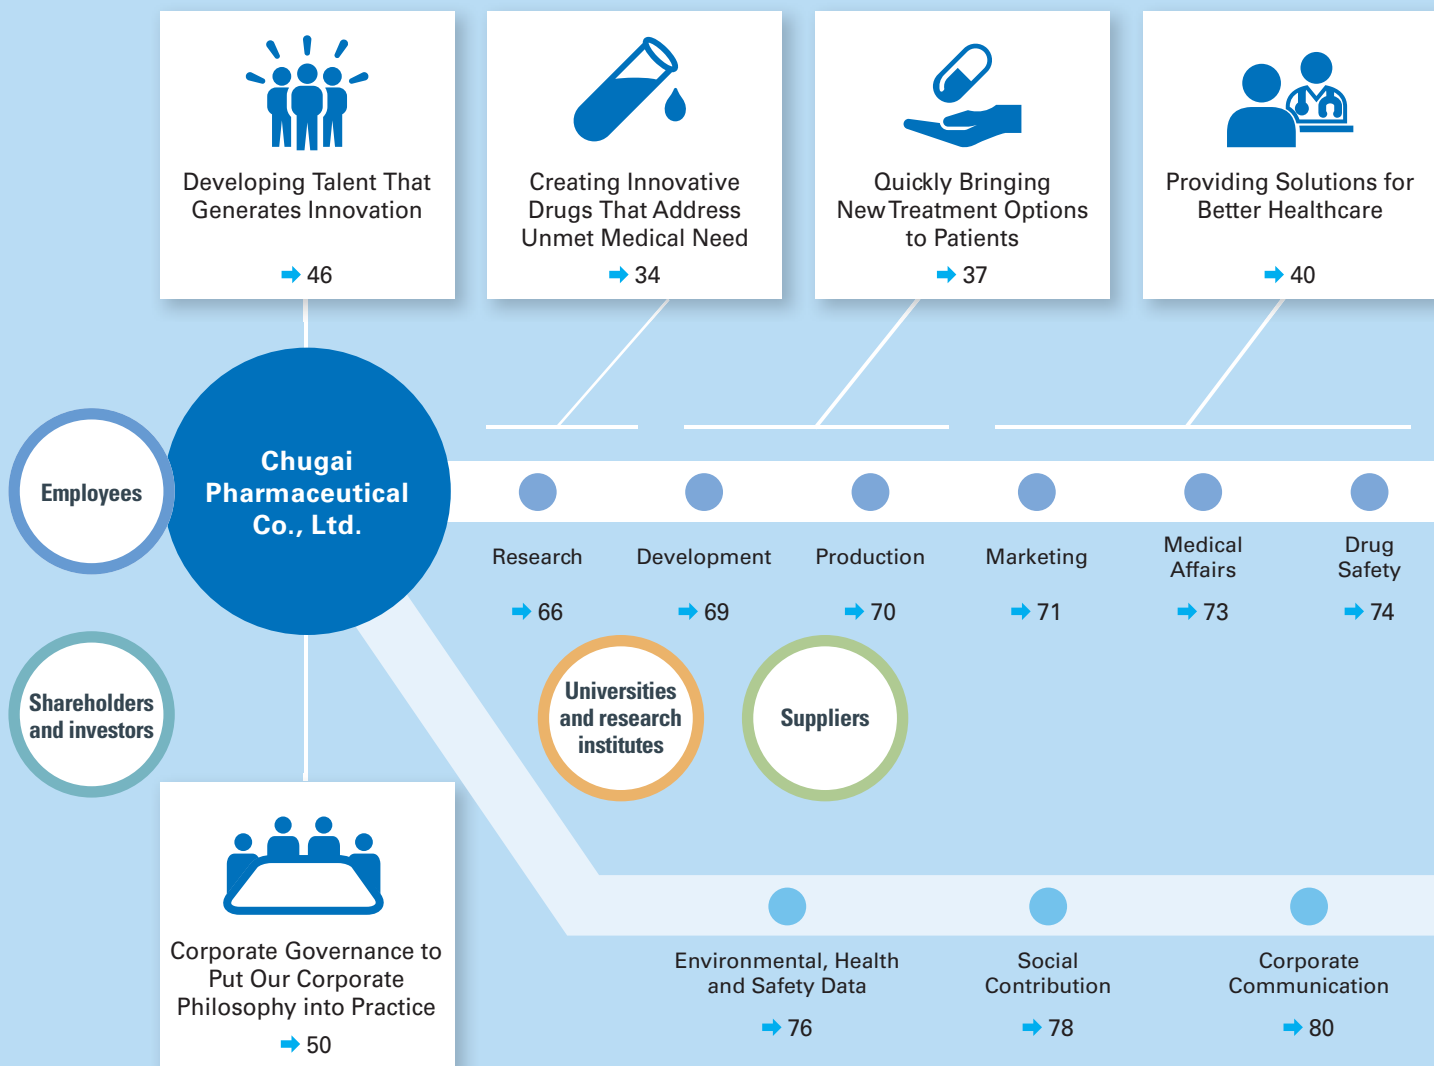 Developing Talent That
Generates Innovation
➡ 46
Creating Innovative
Drugs That Address
Unmet Medical Need
➡ 34
Quickly Bringing
New Treatment Options
to Patients
➡ 37
Providing Solutions for
Better Healthcare
➡ 40
Employees
Chugai
Pharmaceutical
Co., Ltd.
Research
➡ 66
Development
➡ 69
Production
➡ 70
Marketing
➡ 71
Medical
Affairs
➡ 73
Drug
Safety
➡ 74
Shareholders
and investors
Universities
and research
institutes
Suppliers
Corporate Governance to
Put Our Corporate
Philosophy into Practice
➡ 50
Environmental, Health
and Safety Data
➡ 76
Social
Contribution
➡ 78
Corporate
Communication
➡ 80